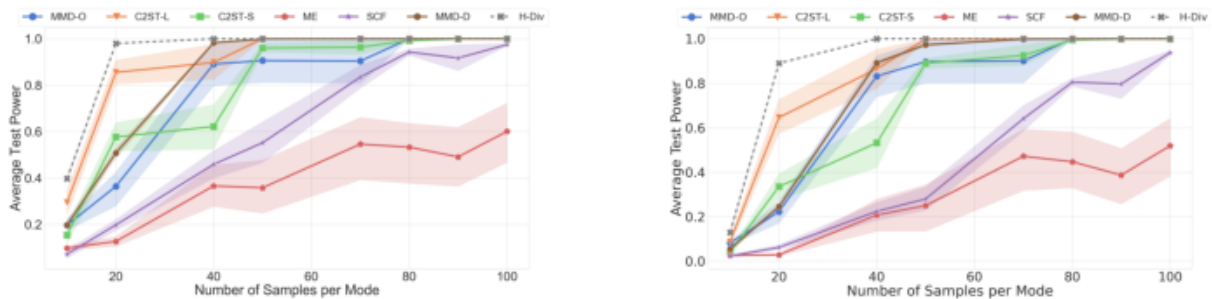 MMD-O C2ST-L C2ST-S ME SCF MMD-D H-Div
1.0
0.8
0.6
0.4
0.2
Average Test Power
20 40 60 80 100
Number of Samples per Mode
MMD-O C2ST-L C2ST-S ME SCF MMD-D H-Div
1.0
0.8
0.6
0.4
0.2
0.0
Average Test Power
20 40 60 80 100
Number of Samples per Mode